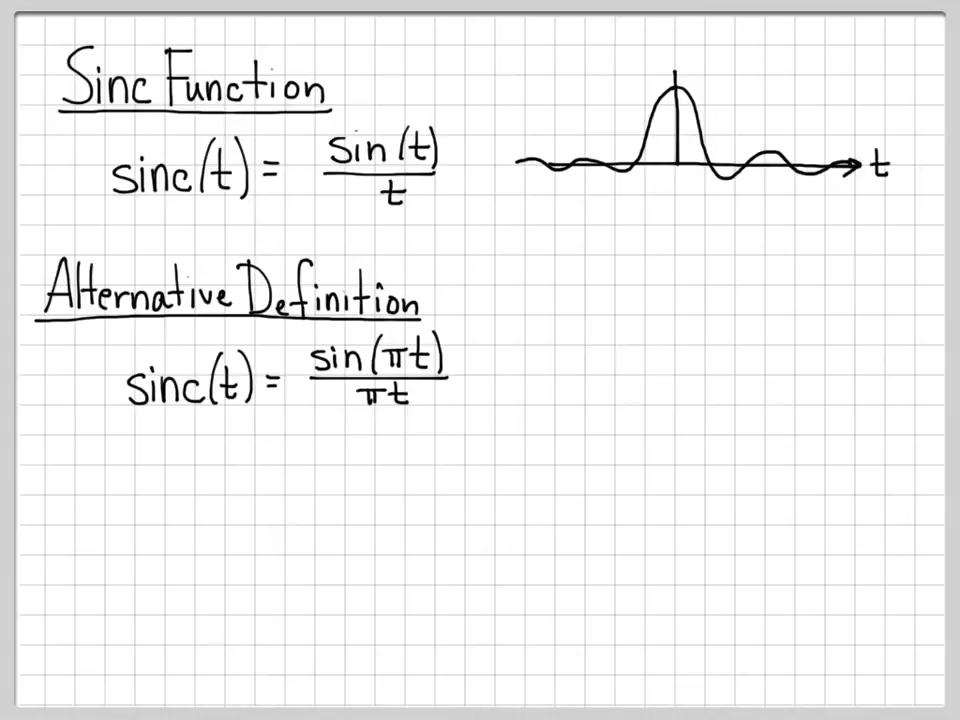 Sinc Function
sinc(t) = sin(t)/t
t
Alternative Definition
sinc(t) = sin(πt)/πt